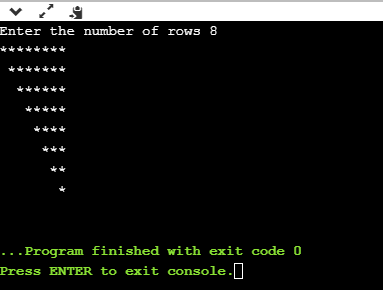 Enter the number of rows 8
********
 *******
  ******
   *****
    ****
     ***
      **
       *
...Program finished with exit code 0
Press ENTER to exit console.